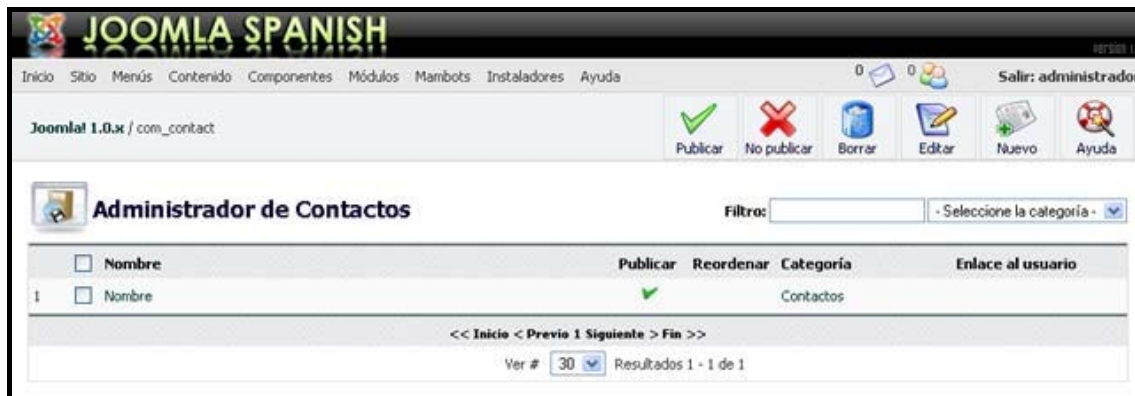 JOOMLA SPANISH
Inicio Sitio Menús Contenido Componentes Módulos Mambots Instaladores Ayuda 0 0 Salir: administrador
Joomla! 1.0.x / com_contact
Publicar No publicar Borrar Editar Nuevo Ayuda
Administrador de Contactos Filtro: - Seleccione la categoría -
Nombre Publicar Reordenar Categoría Enlace al usuario
1 Nombre Contactos
<< Inicio < Previo 1 Siguiente > Fin >>
Ver # 30 Resultados 1 - 1 de 1